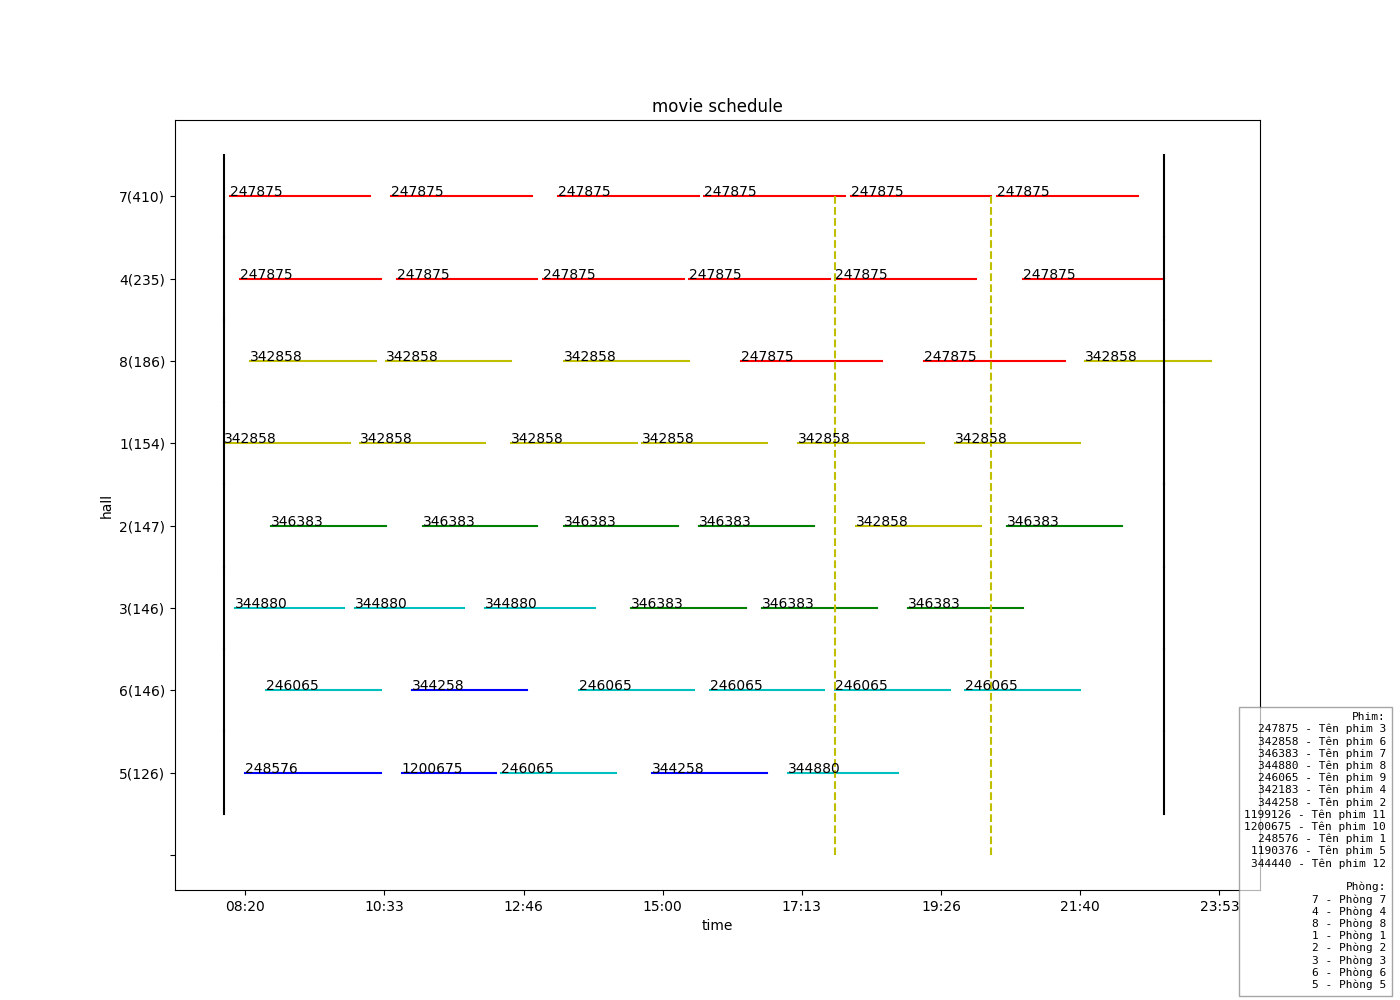 movie schedule
7(410)
247875 247875 247875 247875 247875 247875
4(235)
247875 247875 247875 247875 247875 247875
8(186)
342858 342858 342858 247875 247875 342858
1(154)
342858 342858 342858 342858 342858 342858
2(147)
346383 346383 346383 346383 342858 346383
3(146)
344880 344880 344880 346383 346383 346383
6(146)
246065 344258 246065 246065 246065 246065
5(126)
248576 1200675 246065 344258 344880
hall
08:20 10:33 12:46 15:00 17:13 19:26 21:40 23:53
time
Phim:
247875 - Tên phim 3
342858 - Tên phim 6
346383 - Tên phim 7
344880 - Tên phim 8
246065 - Tên phim 9
342183 - Tên phim 4
344258 - Tên phim 2
1199126 - Tên phim 11
1200675 - Tên phim 10
248576 - Tên phim 1
1190376 - Tên phim 5
344440 - Tên phim 12
Phòng:
7 - Phòng 7
4 - Phòng 4
8 - Phòng 8
1 - Phòng 1
2 - Phòng 2
3 - Phòng 3
6 - Phòng 6
5 - Phòng 5